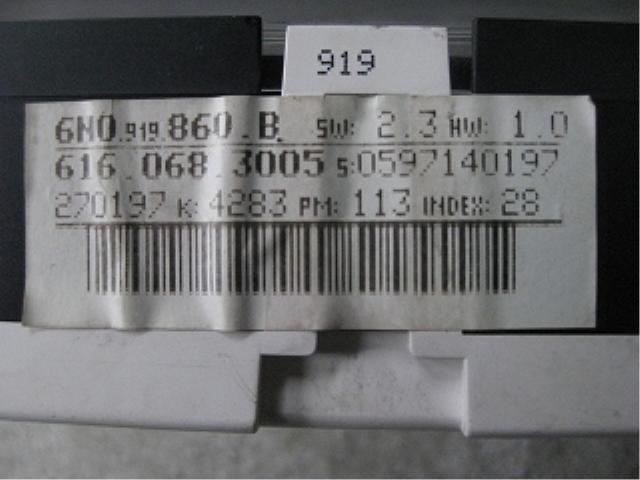 919
6N0.919.860.B. SW: 2.3 HW: 1.0
616.068.3005 S:0597140197
270197 K: 4283 PM: 113 INDEX: 28